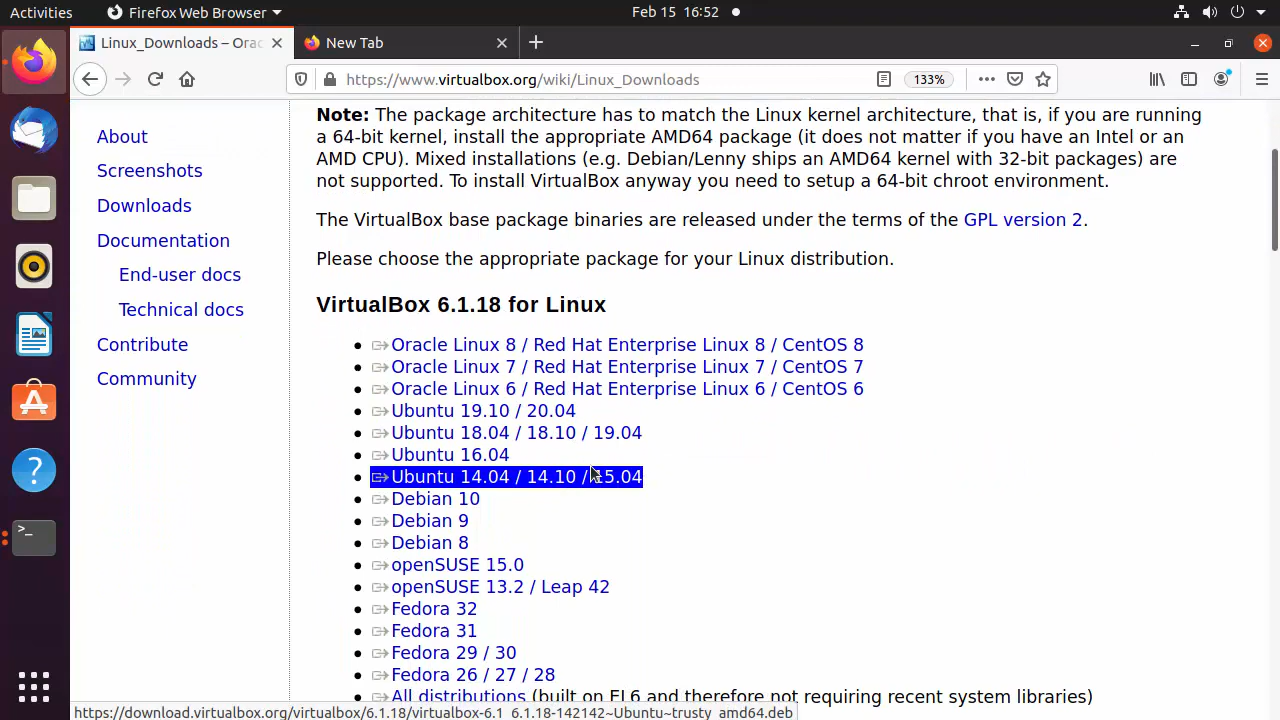 Activities
Firefox Web Browser
Feb 15 16:52
Linux_Downloads – Orac
New Tab
https://www.virtualbox.org/wiki/Linux_Downloads
133%
About
Screenshots
Downloads
Documentation
End-user docs
Technical docs
Contribute
Community
Note: The package architecture has to match the Linux kernel architecture, that is, if you are running
a 64-bit kernel, install the appropriate AMD64 package (it does not matter if you have an Intel or an
AMD CPU). Mixed installations (e.g. Debian/Lenny ships an AMD64 kernel with 32-bit packages) are
not supported. To install VirtualBox anyway you need to setup a 64-bit chroot environment.
The VirtualBox base package binaries are released under the terms of the GPL version 2.
Please choose the appropriate package for your Linux distribution.
VirtualBox 6.1.18 for Linux
Oracle Linux 8 / Red Hat Enterprise Linux 8 / CentOS 8
Oracle Linux 7 / Red Hat Enterprise Linux 7 / CentOS 7
Oracle Linux 6 / Red Hat Enterprise Linux 6 / CentOS 6
Ubuntu 19.10 / 20.04
Ubuntu 18.04 / 18.10 / 19.04
Ubuntu 16.04
Ubuntu 14.04 / 14.10 / 15.04
Debian 10
Debian 9
Debian 8
openSUSE 15.0
openSUSE 13.2 / Leap 42
Fedora 32
Fedora 31
Fedora 29 / 30
Fedora 26 / 27 / 28
All distributions (built on EL6 and therefore not requiring recent system libraries)
https://download.virtualbox.org/virtualbox/6.1.18/virtualbox-6.1_6.1.18-142142~Ubuntu~trusty_amd64.deb